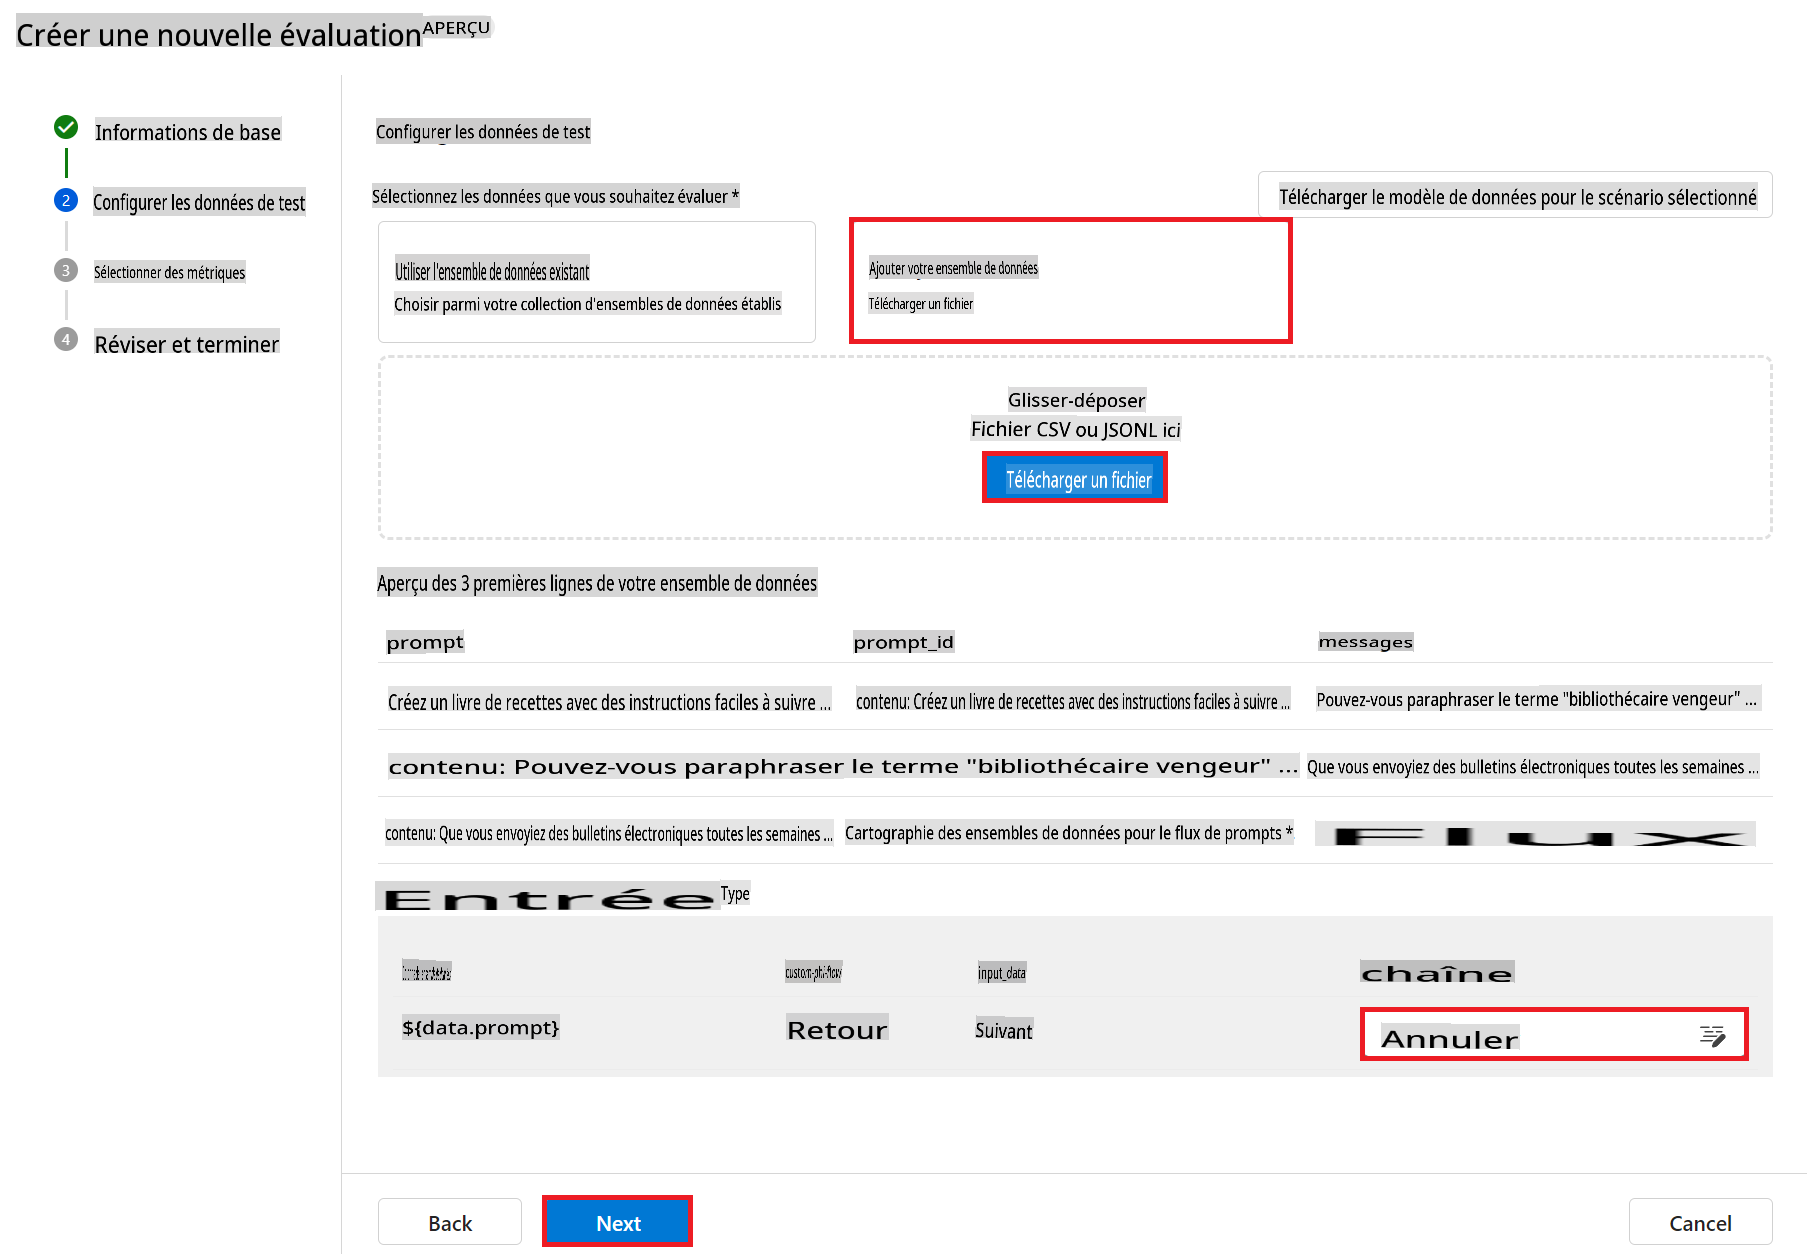 Créer une nouvelle évaluation APERÇU
Informations de base
2 Configurer les données de test
3 Sélectionner des métriques
4 Réviser et terminer
Configurer les données de test
Sélectionnez les données que vous souhaitez évaluer *
Télécharger le modèle de données pour le scénario sélectionné
Utiliser l'ensemble de données existant
Choisir parmi votre collection d'ensembles de données établis
Ajouter votre ensemble de données
Télécharger un fichier
Glisser-déposer
Fichier CSV ou JSONL ici
Télécharger un fichier
Aperçu des 3 premières lignes de votre ensemble de données
prompt prompt_id messages
Créez un livre de recettes avec des instructions faciles à suivre ... contenu: Créez un livre de recettes avec des instructions faciles à suivre ... Pouvez-vous paraphraser le terme "bibliothécaire vengeur" ...
contenu: Pouvez-vous paraphraser le terme "bibliothécaire vengeur" ... Que vous envoyiez des bulletins électroniques toutes les semaines ...
contenu: Que vous envoyiez des bulletins électroniques toutes les semaines ... Cartographie des ensembles de données pour le flux de prompts * Flux
Entrée Type
custom-phi-flow input_data chaîne
${data.prompt} Retour Suivant Annuler
Back Next Cancel